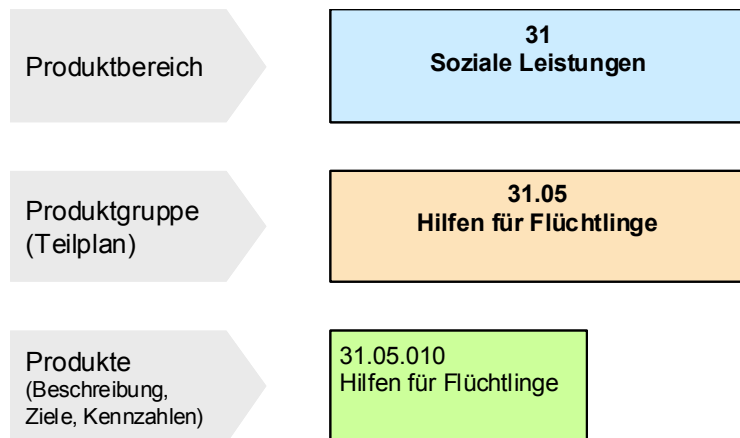 Produktbereich
31
Soziale Leistungen
Produktgruppe
(Teilplan)
31.05
Hilfen für Flüchtlinge
Produkte
(Beschreibung,
Ziele, Kennzahlen)
31.05.010
Hilfen für Flüchtlinge